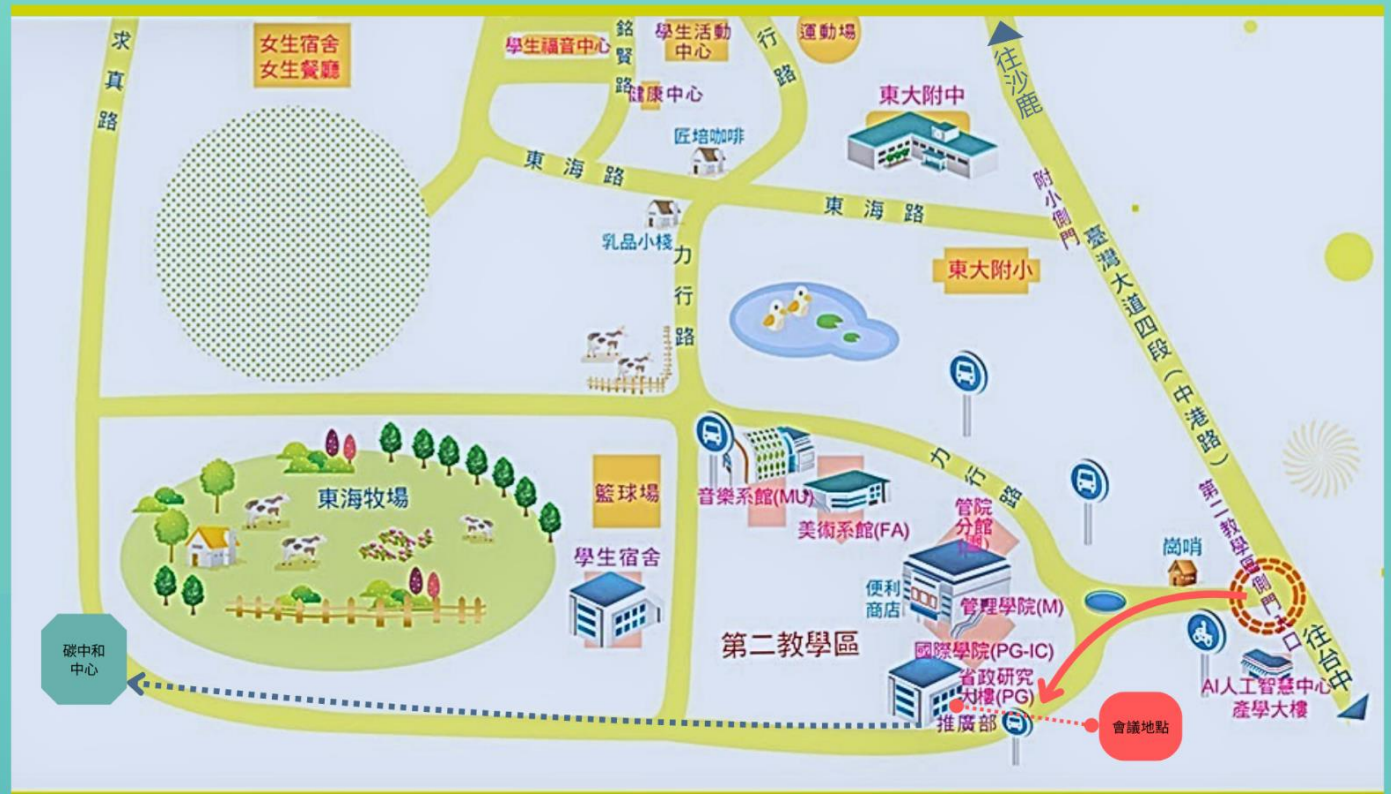 求真路
女生宿舍
女生餐廳
學生福音中心
銘賢路
學生活動
中心
力行路
運動場
往沙鹿
健康中心
東大附中
匠培咖啡
東海路
東海路
附小側門
乳品小棧
力行路
東大附小
臺灣大道四段(中港路)
東海牧場
籃球場
音樂系館(MU)
美術系館(FA)
力行路
管院
分館
第二教學區側門
入口
崗哨
學生宿舍
便利
商店
管理學院(M)
第二教學區
國際學院(PG-IC)
省政研究
大樓(PG)
推廣部
往台中
AI人工智慧中心
產學大樓
碳中和
中心
會議地點